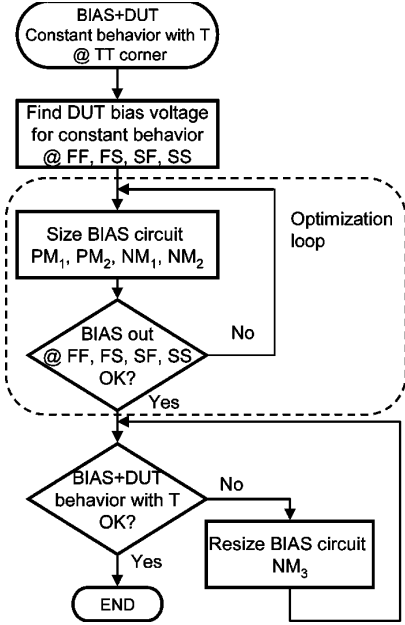 BIAS+DUT
Constant behavior with T
@ TT corner
Find DUT bias voltage
for constant behavior
@ FF, FS, SF, SS
Optimization
loop
Size BIAS circuit
PM₁, PM₂, NM₁, NM₂
BIAS out
@ FF, FS, SF, SS
OK?
No
Yes
BIAS+DUT
behavior with T
OK?
No
Yes
Resize BIAS circuit
NM₃
END